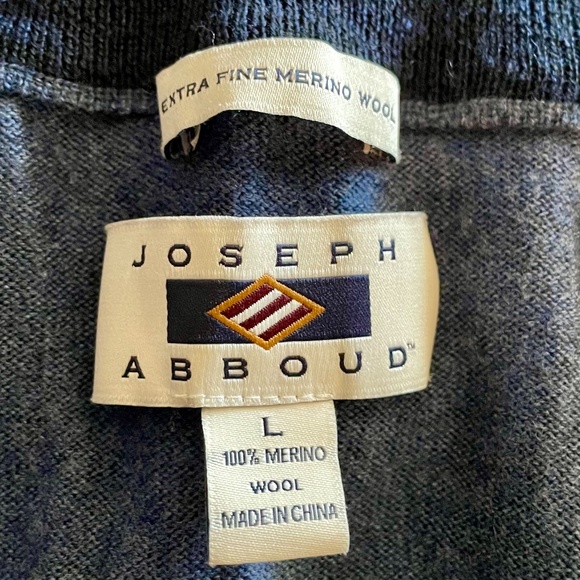 EXTRA FINE MERINO WOOL
JOSEPH
ABBOUD™
L
100% MERINO
WOOL
MADE IN CHINA